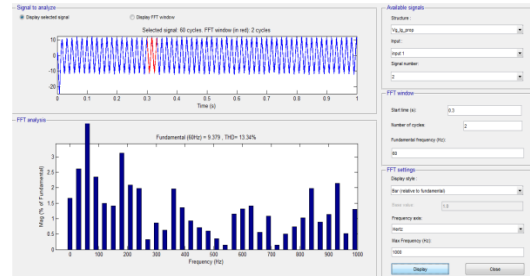 Signal to analyze
Display selected signal
Display FFT window
Selected signal: 60 cycles. FFT window (in red): 2 cycles
10
0
-10
-20
0 0.1 0.2 0.3 0.4 0.5 0.6 0.7 0.8 0.9 1
Time (s)
FFT analysis
Fundamental (60Hz) = 9.379 , THD= 13.34%
Mag (% of Fundamental)
3
2.5
2
1.5
1
0.5
0
0 100 200 300 400 500 600 700 800 900 1000
Frequency (Hz)
Available signals
Structure :
Input :
input 1
Signal number:
2
FFT window
Start time (s):
0.3
Number of cycles:
2
Fundamental frequency (Hz):
60
FFT settings
Display style :
Bar (relative to fundamental)
Base value:
1.0
Frequency axis:
Hertz
Max Frequency (Hz):
1000
Display
Close